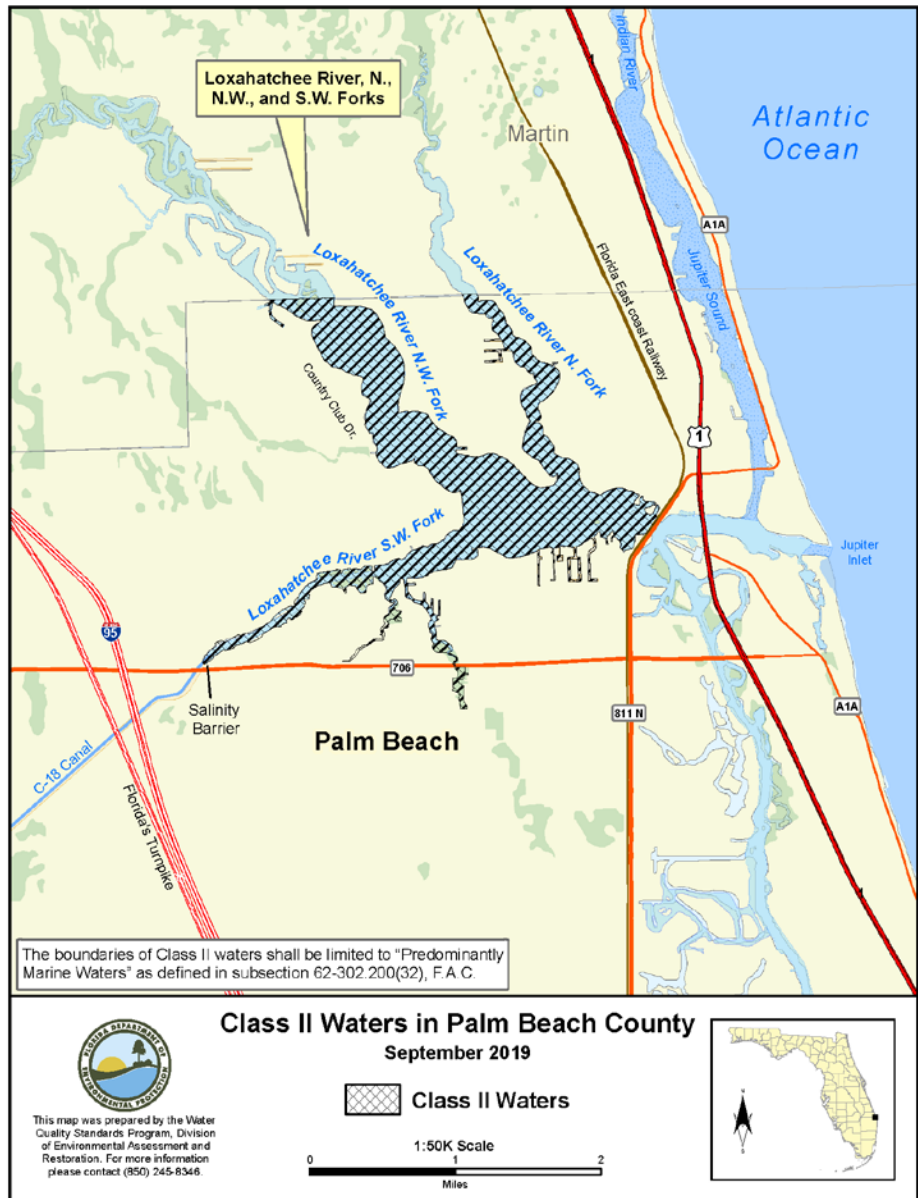 Loxahatchee River, N.,
N.W., and S.W. Forks
Indian River
Martin
Atlantic
Ocean
A1A
Jupiter Sound
Florida East coast Railway
Loxahatchee River N.W. Fork
Loxahatchee River N. Fork
Country Club Dr.
1
Jupiter
Inlet
Loxahatchee River S.W. Fork
95
706
Salinity
Barrier
811 N
A1A
Palm Beach
C-18 Canal
Florida's Turnpike
The boundaries of Class II waters shall be limited to "Predominantly
Marine Waters" as defined in subsection 62-302.200(32), F.A.C.
Class II Waters in Palm Beach County
September 2019
Class II Waters
FLORIDA DEPARTMENT OF
ENVIRONMENTAL PROTECTION
This map was prepared by the Water
Quality Standards Program, Division
of Environmental Assessment and
Restoration. For more information
please contact (850) 245-8346.
1:50K Scale
0 1 2
Miles
N
S